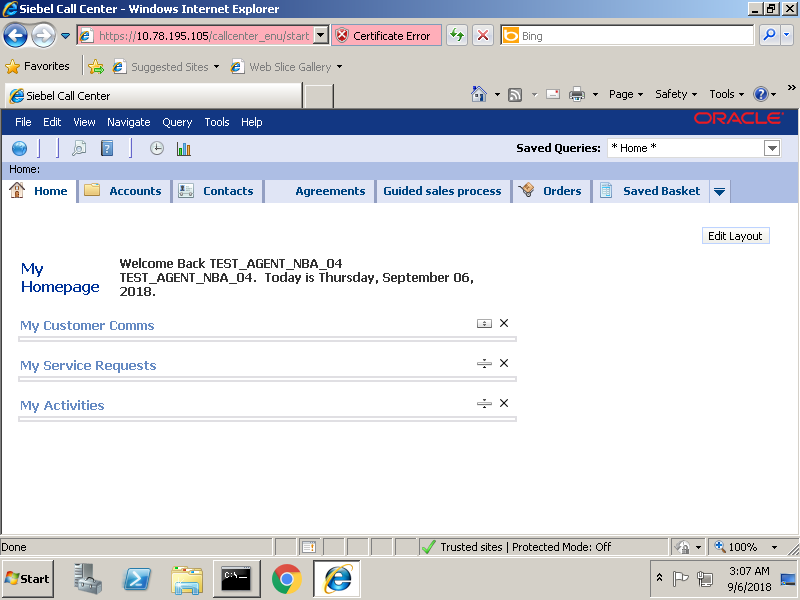 Siebel Call Center - Windows Internet Explorer
https://10.78.195.105/callcenter_enu/start
Certificate Error
Bing
Favorites
Suggested Sites
Web Slice Gallery
Siebel Call Center
Page
Safety
Tools
»
File Edit View Navigate Query Tools Help
ORACLE
Saved Queries:
* Home *
Home:
Home
Accounts
Contacts
Agreements
Guided sales process
Orders
Saved Basket
Edit Layout
My
Homepage
Welcome Back TEST_AGENT_NBA_04
TEST_AGENT_NBA_04. Today is Thursday, September 06,
2018.
My Customer Comms
My Service Requests
My Activities
Done
Trusted sites | Protected Mode: Off
100%
Start
3:07 AM
9/6/2018